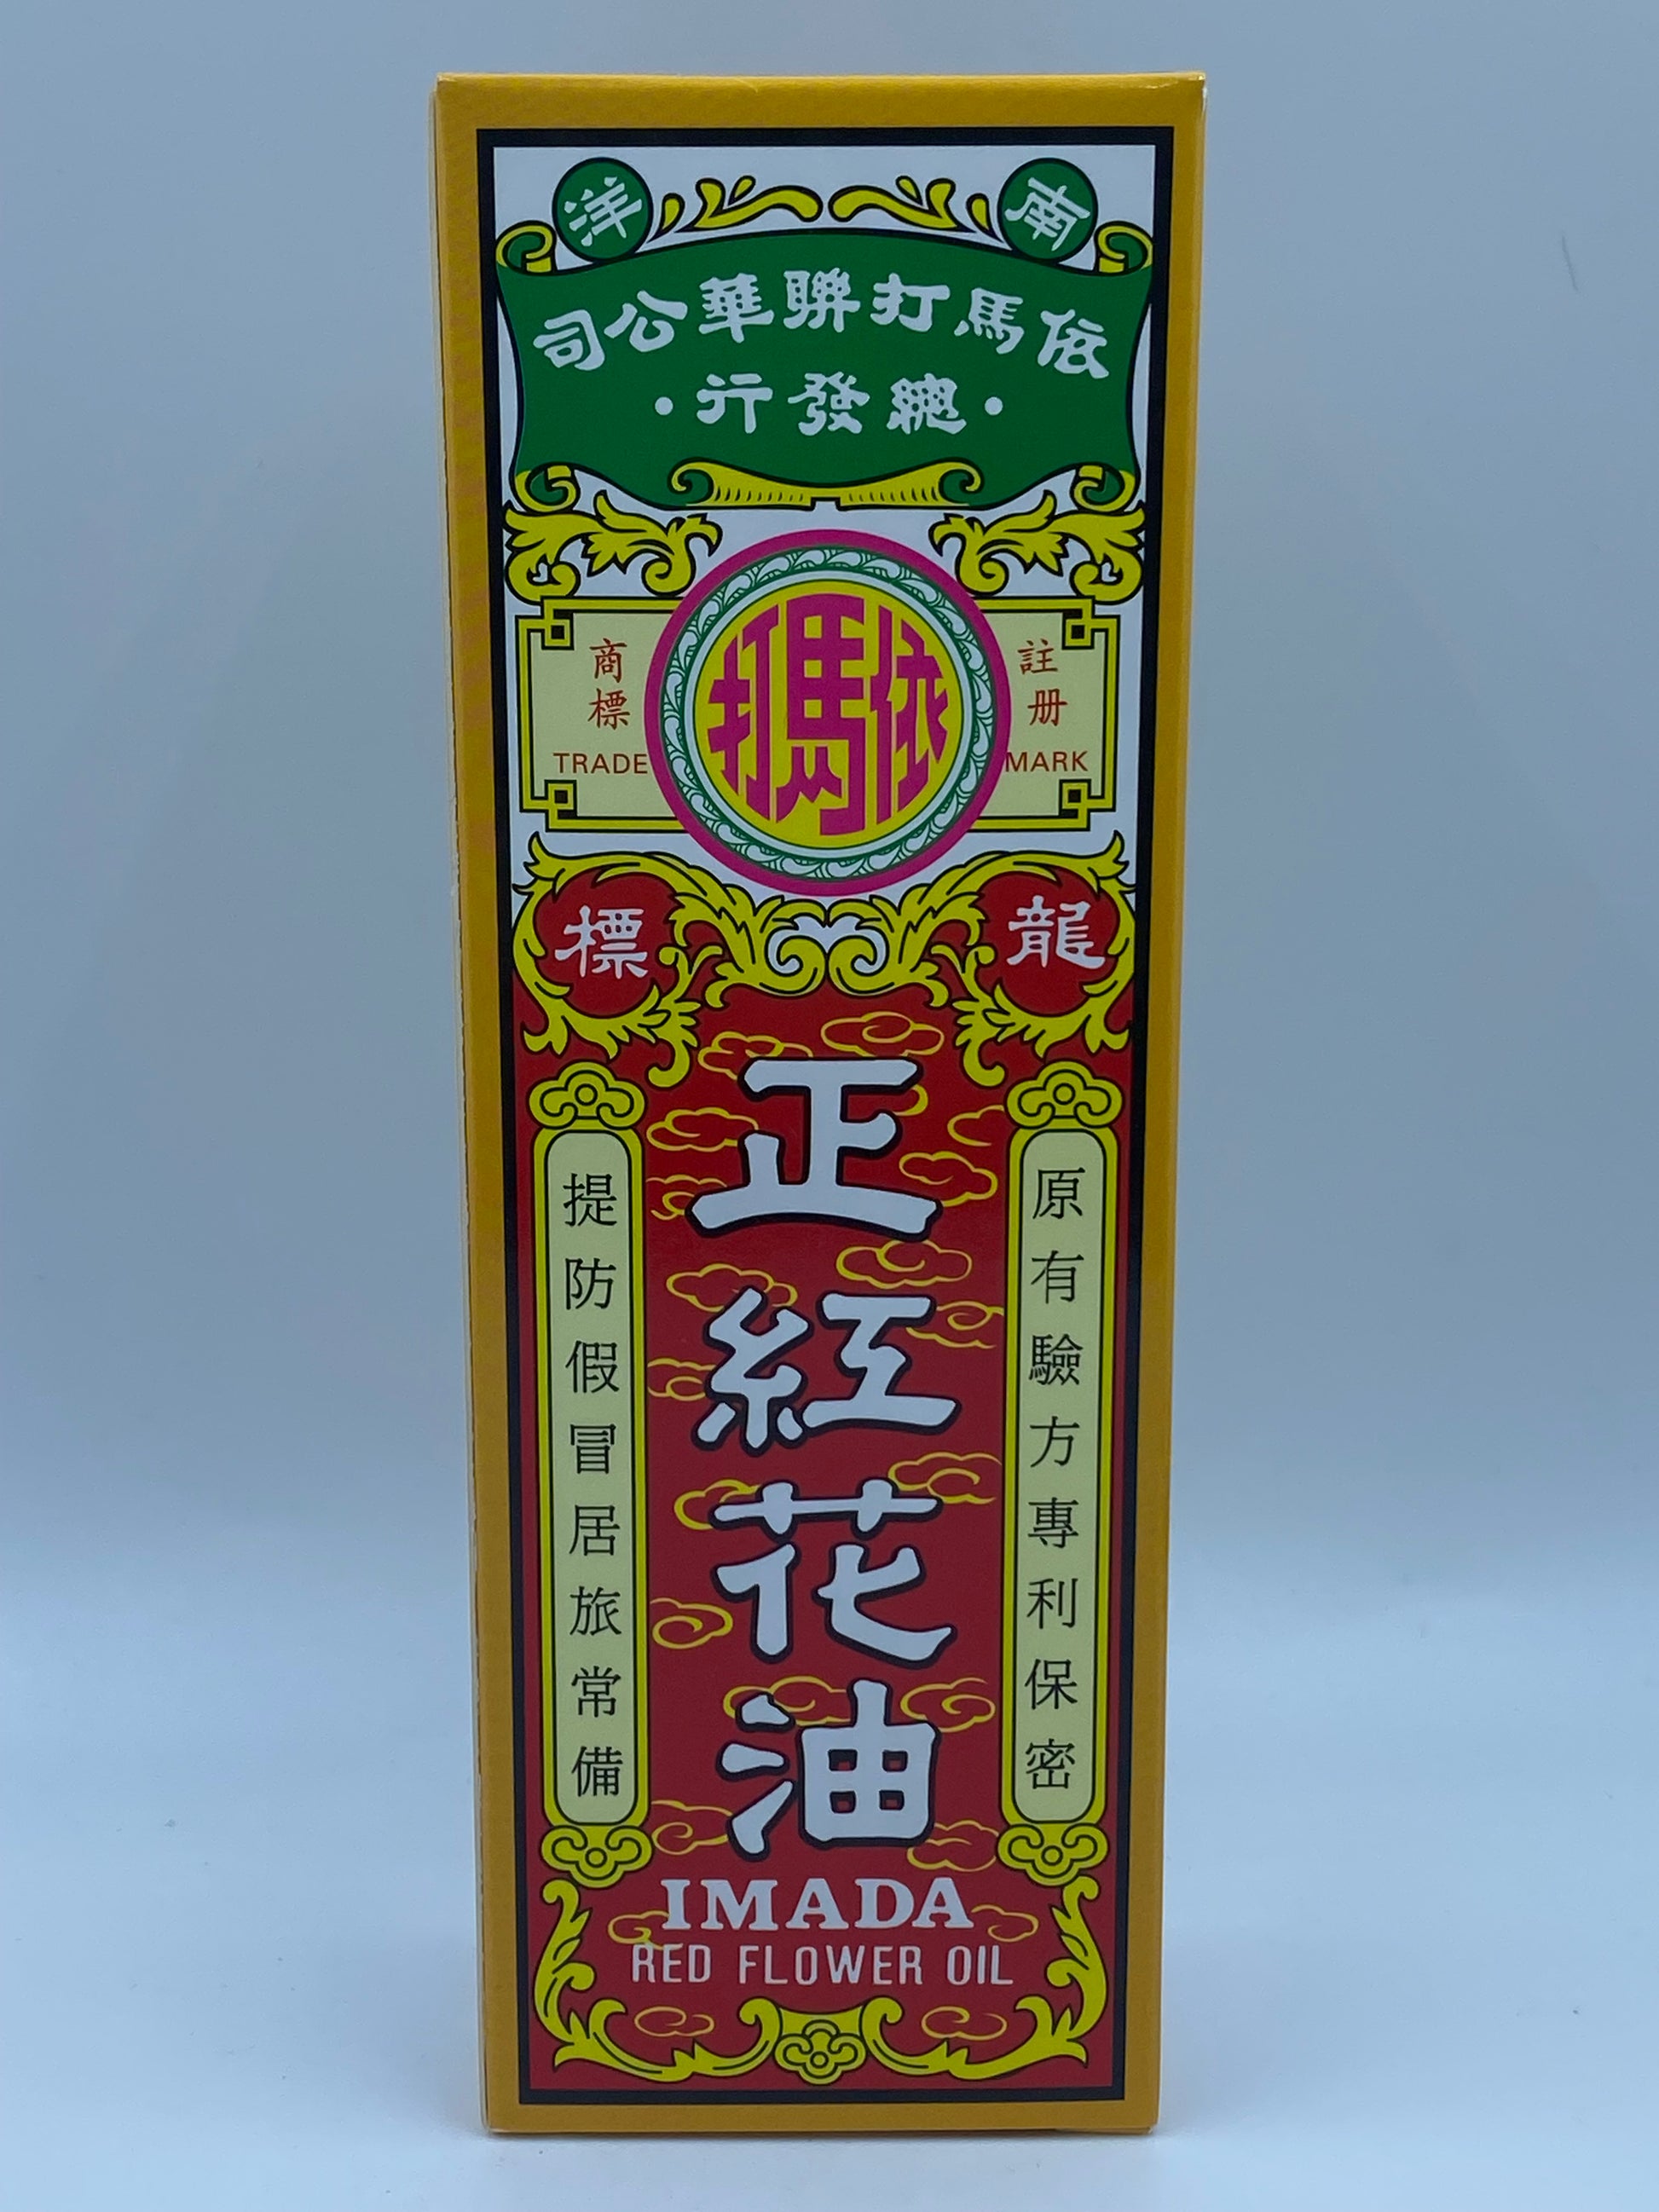 南洋
依馬打聯華公司
·總發行·
註册商標
依馬打
TRADE MARK
龍標
正紅花油
原有驗方專利保密
提防假冒居旅常備
IMADA
RED FLOWER OIL